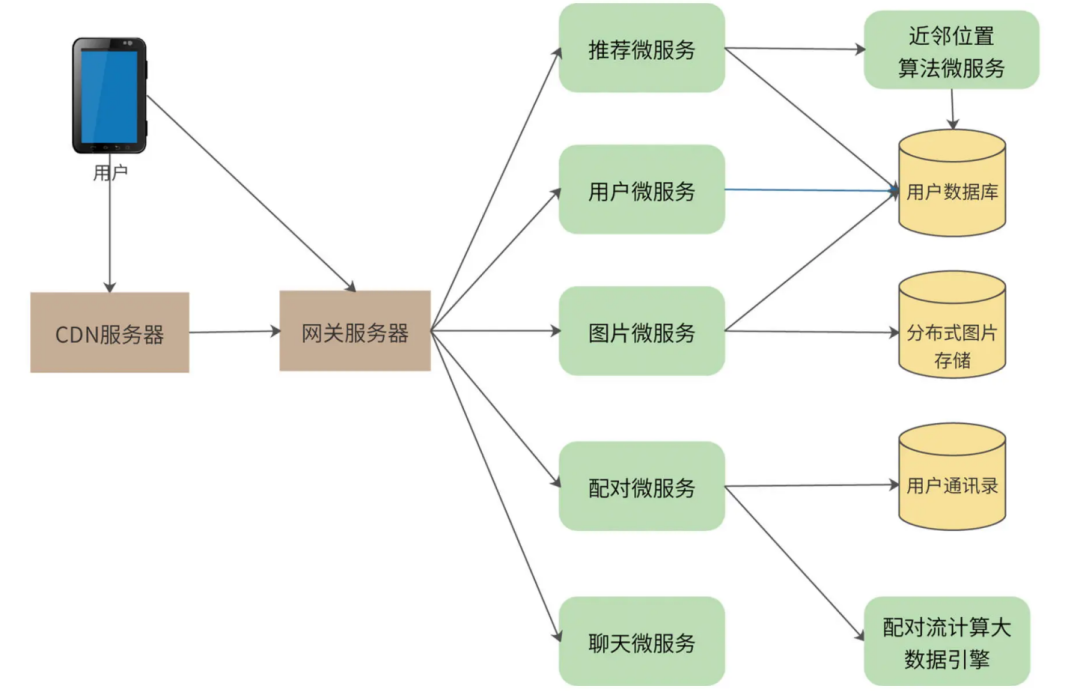 用户
CDN服务器
网关服务器
推荐微服务
用户微服务
图片微服务
配对微服务
聊天微服务
近邻位置
算法微服务
用户数据库
分布式图片
存储
用户通讯录
配对流计算大
数据引擎